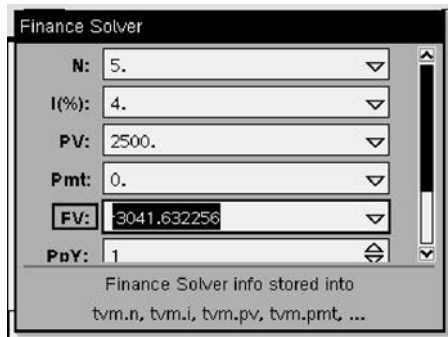 Finance Solver
N: 5.
I(%): 4.
PV: 2500.
Pmt: 0.
FV: -3041.632256
PpY: 1
Finance Solver info stored into
tvm.n, tvm.i, tvm.pv, tvm.pmt, ...